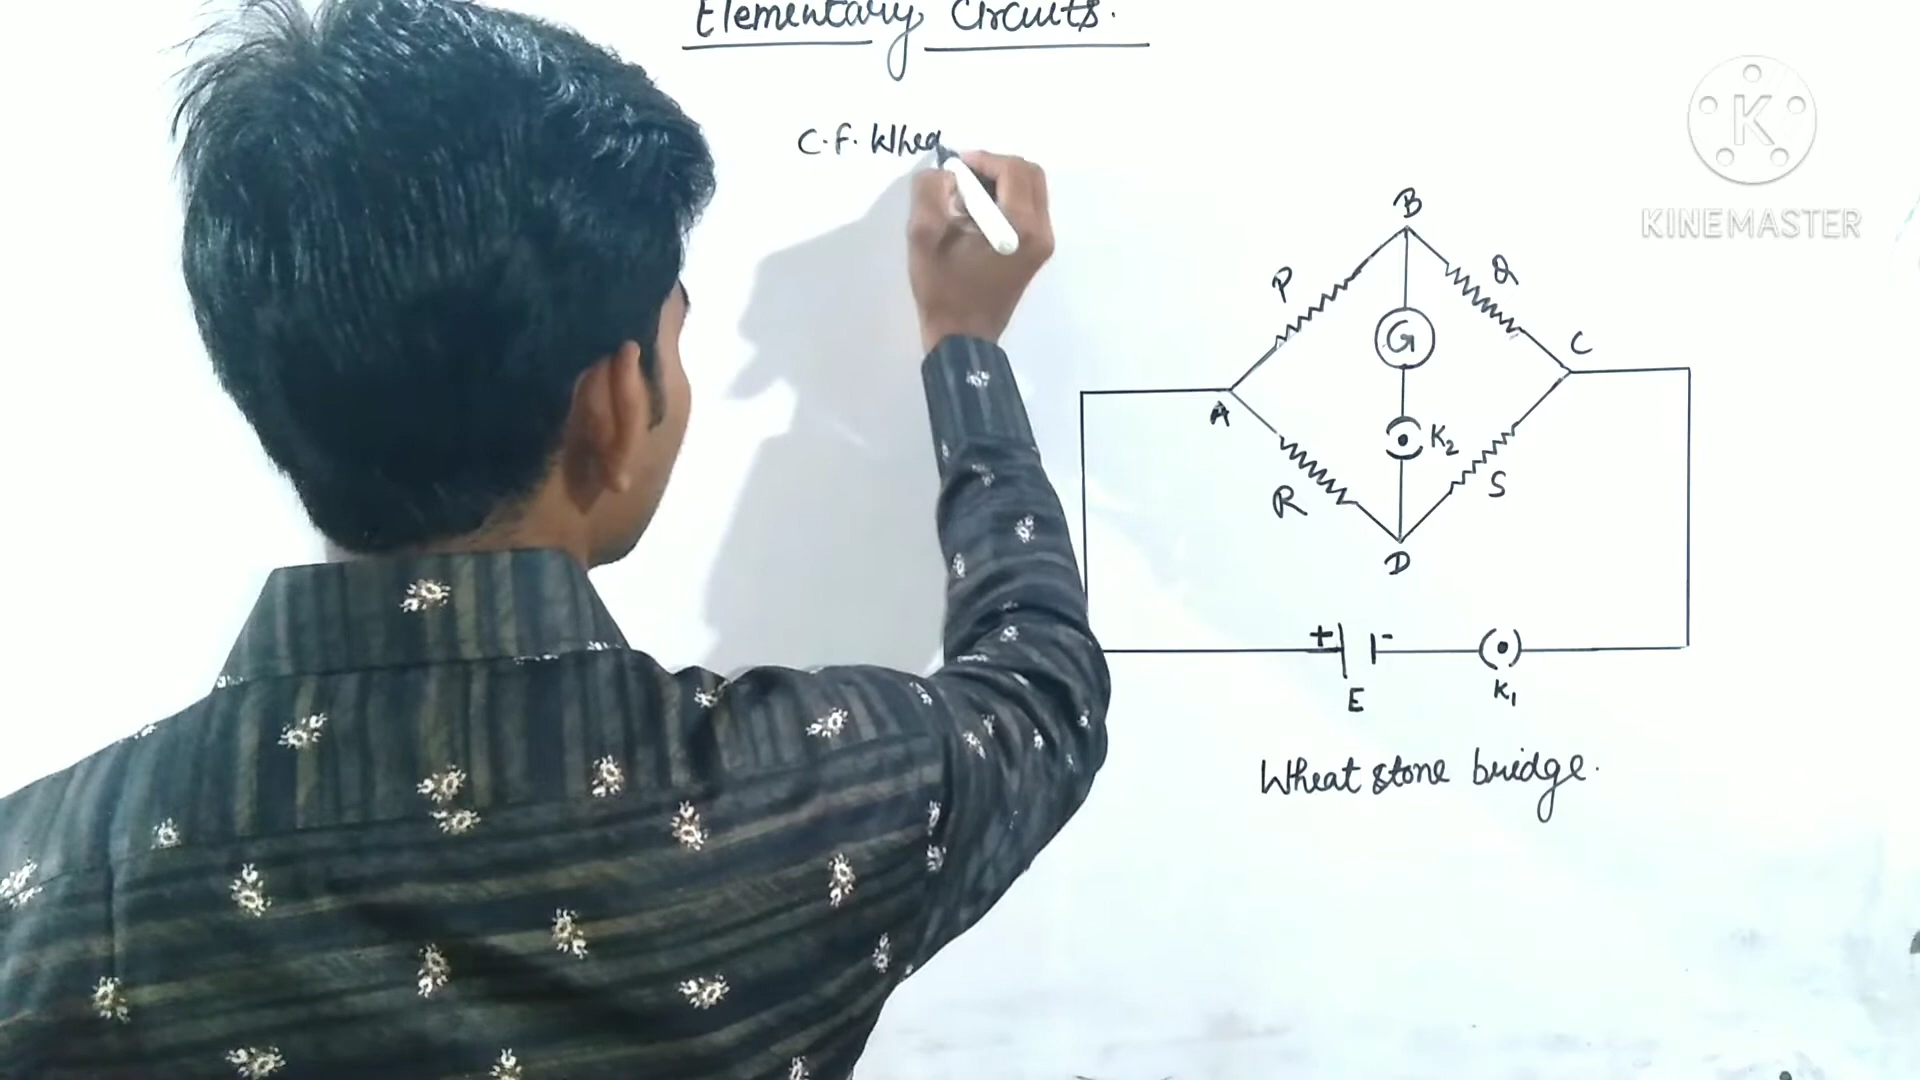 Elementary Circuits.
C.F. Whea
K
KINEMASTER
B
P
Q
G
C
A
K2
R
S
D
+ -
E
K1
Wheat stone bridge.